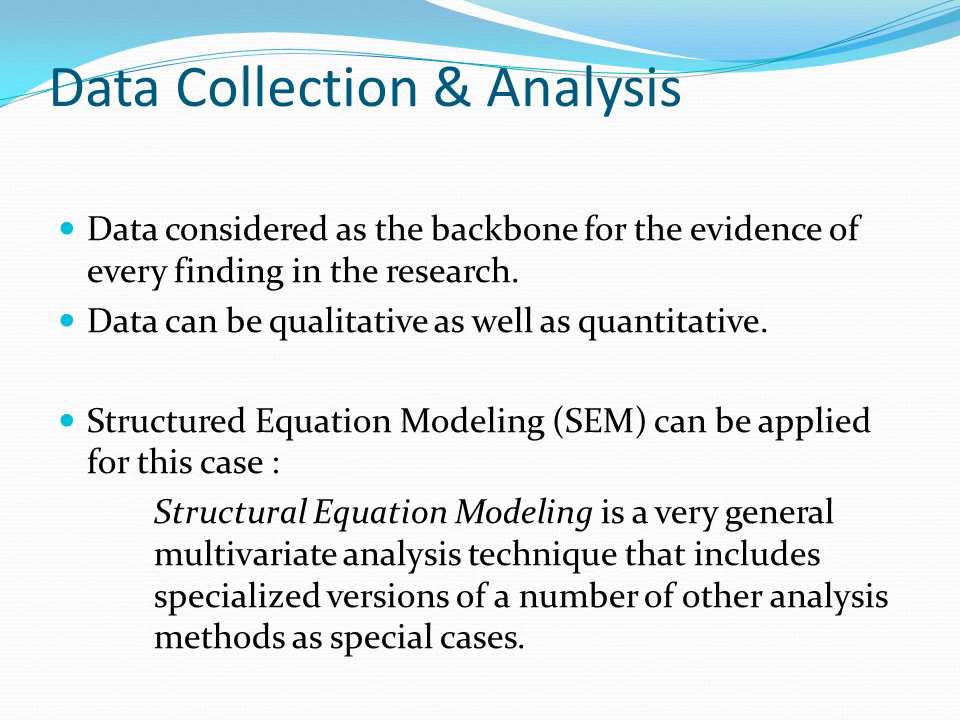 Data Collection & Analysis
Data considered as the backbone for the evidence of
every finding in the research.
Data can be qualitative as well as quantitative.
Structured Equation Modeling (SEM) can be applied
for this case :
Structural Equation Modeling is a very general
multivariate analysis technique that includes
specialized versions of a number of other analysis
methods as special cases.